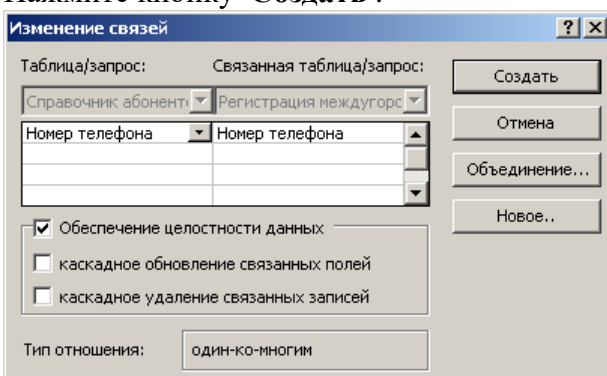 Нажмите кнопку "Создать".
Изменение связей
Таблица/запрос: Связанная таблица/запрос:
Справочник абоненто Регистрация междугорс
Номер телефона Номер телефона
Обеспечение целостности данных
каскадное обновление связанных полей
каскадное удаление связанных записей
Тип отношения: один-ко-многим
Создать
Отмена
Объединение...
Новое..